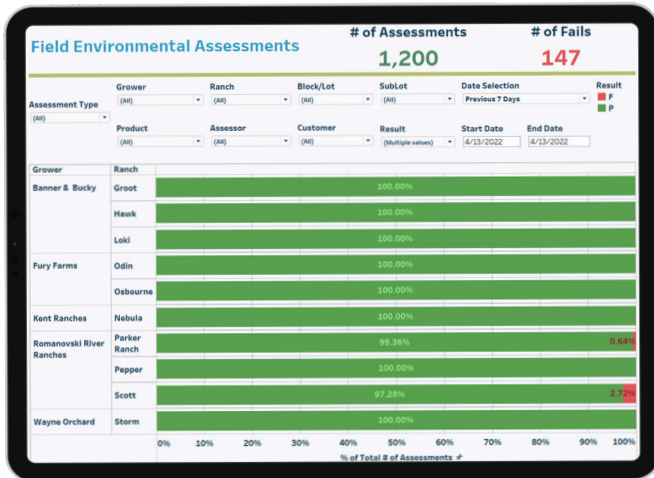 Field Environmental Assessments
# of Assessments
1,200
# of Fails
147
Assessment Type
(All)
Grower
(All)
Ranch
(All)
Block/Lot
(All)
SubLot
(All)
Date Selection
Previous 7 Days
Result
F
P
Product
(All)
Assessor
(All)
Customer
(All)
Result
(Multiple values)
Start Date
4/13/2022
End Date
4/13/2022
Grower Ranch
Banner & Bucky Groot 100.00%
Hawk 100.00%
Loki 100.00%
Fury Farms Odin 100.00%
Osbourne 100.00%
Kent Ranches Nebula 100.00%
Romanovski River
Ranches
Parker
Ranch
99.36% 0.64%
Pepper 100.00%
Scott 97.28% 2.72%
Wayne Orchard Storm 100.00%
0% 10% 20% 30% 40% 50% 60% 70% 80% 90% 100%
% of Total # of Assessments